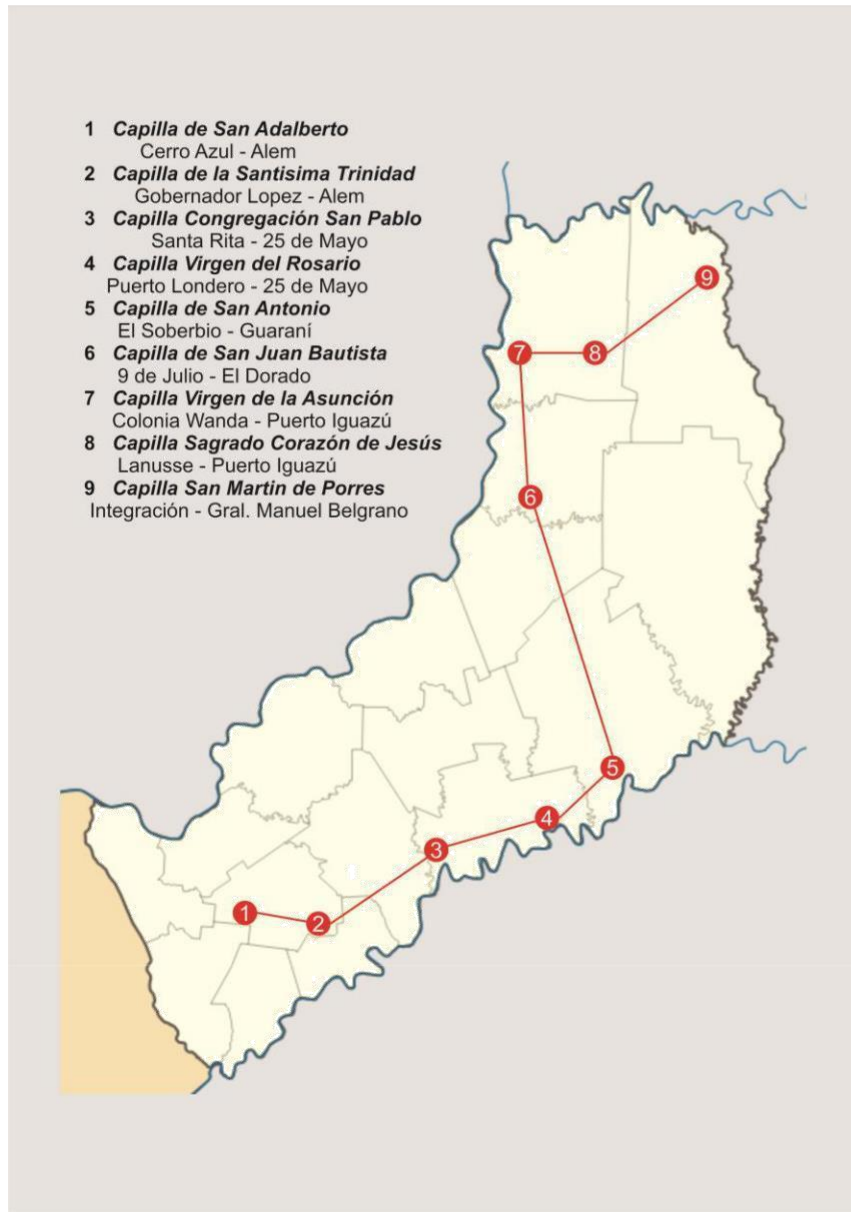 1 Capilla de San Adalberto
Cerro Azul - Alem
2 Capilla de la Santisima Trinidad
Gobernador Lopez - Alem
3 Capilla Congregación San Pablo
Santa Rita - 25 de Mayo
4 Capilla Virgen del Rosario
Puerto Londero - 25 de Mayo
5 Capilla de San Antonio
El Soberbio - Guaraní
6 Capilla de San Juan Bautista
9 de Julio - El Dorado
7 Capilla Virgen de la Asunción
Colonia Wanda - Puerto Iguazú
8 Capilla Sagrado Corazón de Jesús
Lanusse - Puerto Iguazú
9 Capilla San Martin de Porres
Integración - Gral. Manuel Belgrano
9
7
8
6
5
4
3
1
2